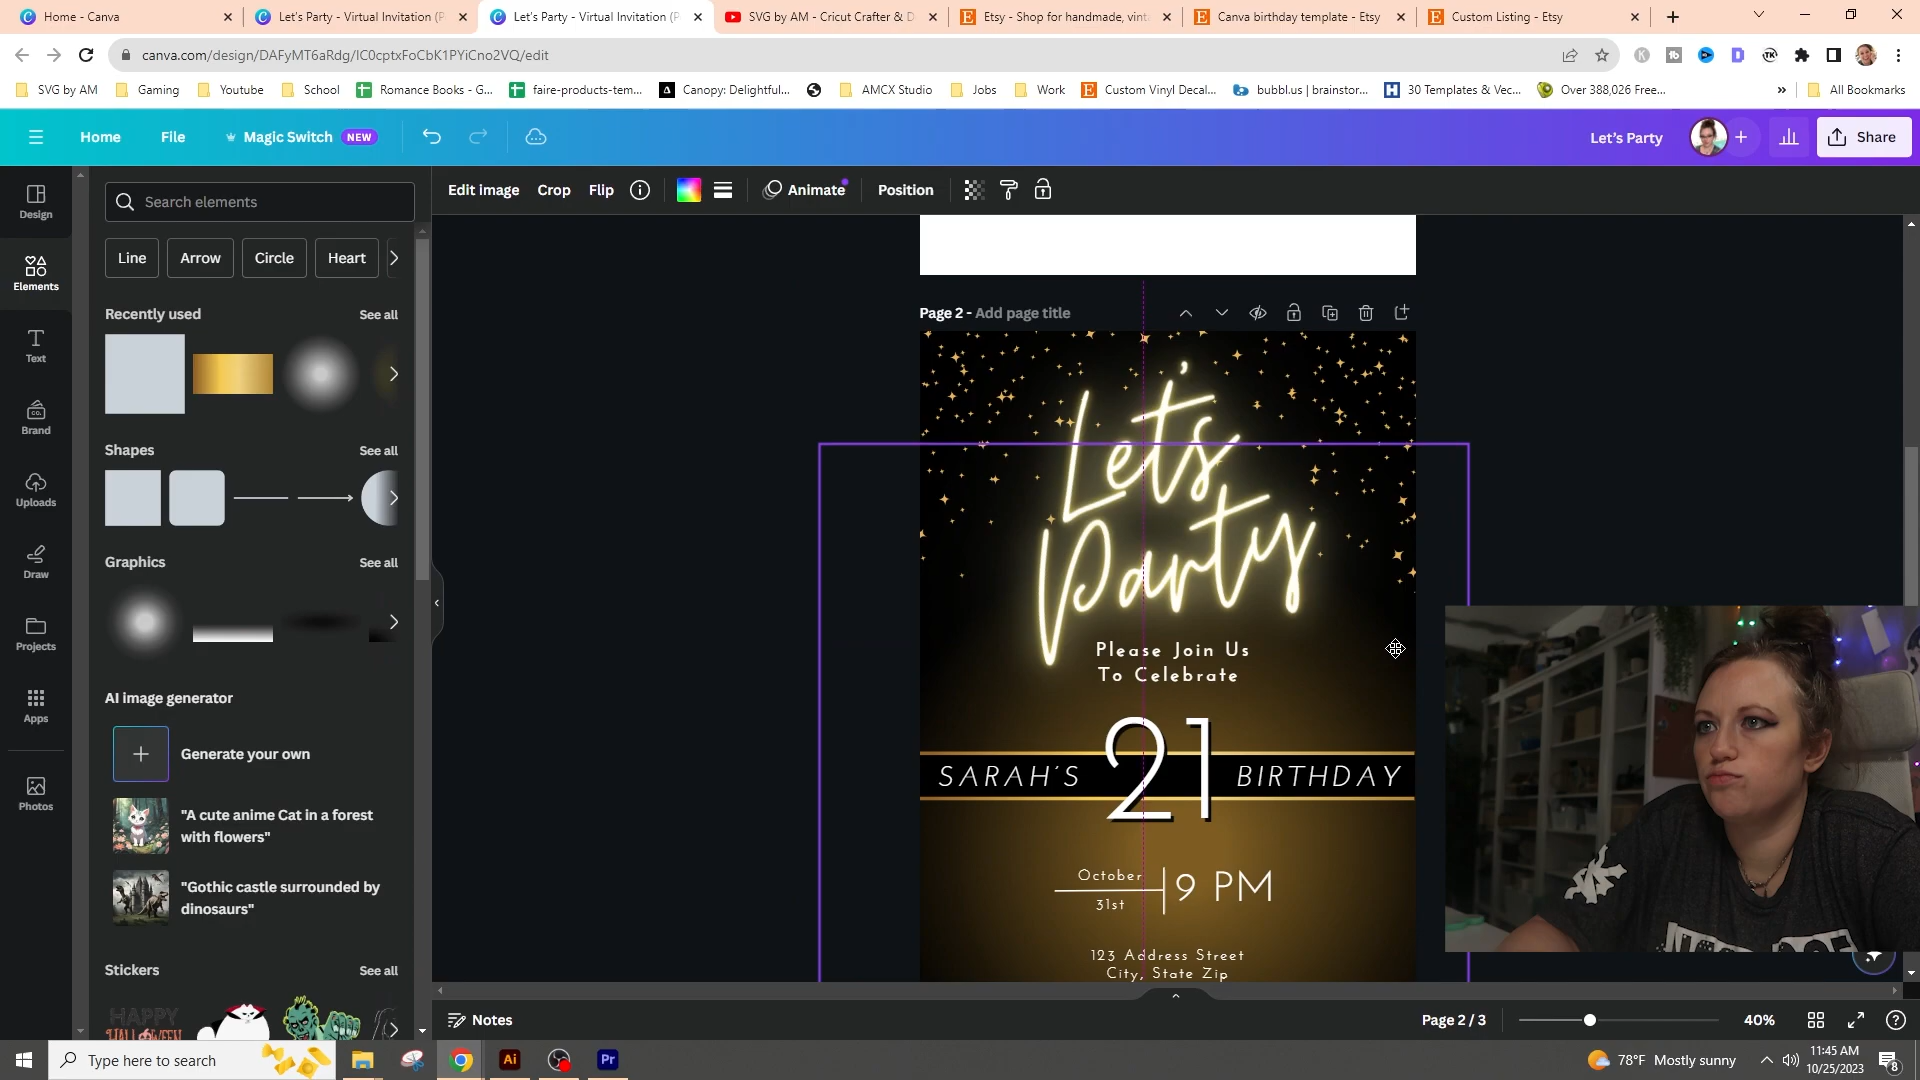 Home - Canva
Let's Party - Virtual Invitation (P
Let's Party - Virtual Invitation (P
SVG by AM - Cricut Crafter & D
Etsy - Shop for handmade, vint
Canva birthday template - Etsy
Custom Listing - Etsy
canva.com/design/DAFyMT6aRdg/IC0cptxFoCbK1PYiCno2VQ/edit
SVG by AM
Gaming
Youtube
School
Romance Books - G...
faire-products-tem...
Canopy: Delightful...
AMCX Studio
Jobs
Work
Custom Vinyl Decal...
bubbl.us | brainstor...
30 Templates & Vec...
Over 388,026 Free...
» All Bookmarks
Home
File
Magic Switch NEW
Let's Party
Share
Design
Elements
Text
Brand
Uploads
Draw
Projects
Apps
Photos
Search elements
Line
Arrow
Circle
Heart
Recently used
See all
Shapes
See all
Graphics
See all
AI image generator
Generate your own
"A cute anime Cat in a forest
with flowers"
"Gothic castle surrounded by
dinosaurs"
Stickers
See all
HAPPY
HALLOWEEN
Edit image
Crop
Flip
Animate
Position
Page 2 - Add page title
Let's
Party
Please Join Us
To Celebrate
SARAH'S 21 BIRTHDAY
October
31st
9 PM
123 Address Street
City, State Zip
Notes
Page 2 / 3
40%
Type here to search
Ai
Pr
78°F Mostly sunny
11:45 AM
10/25/2023
8